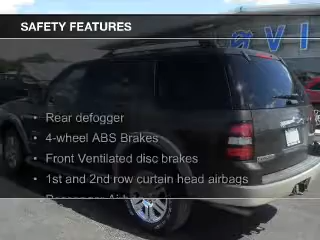 SAFETY FEATURES
Rear defogger
4-wheel ABS Brakes
Front Ventilated disc brakes
1st and 2nd row curtain head airbags